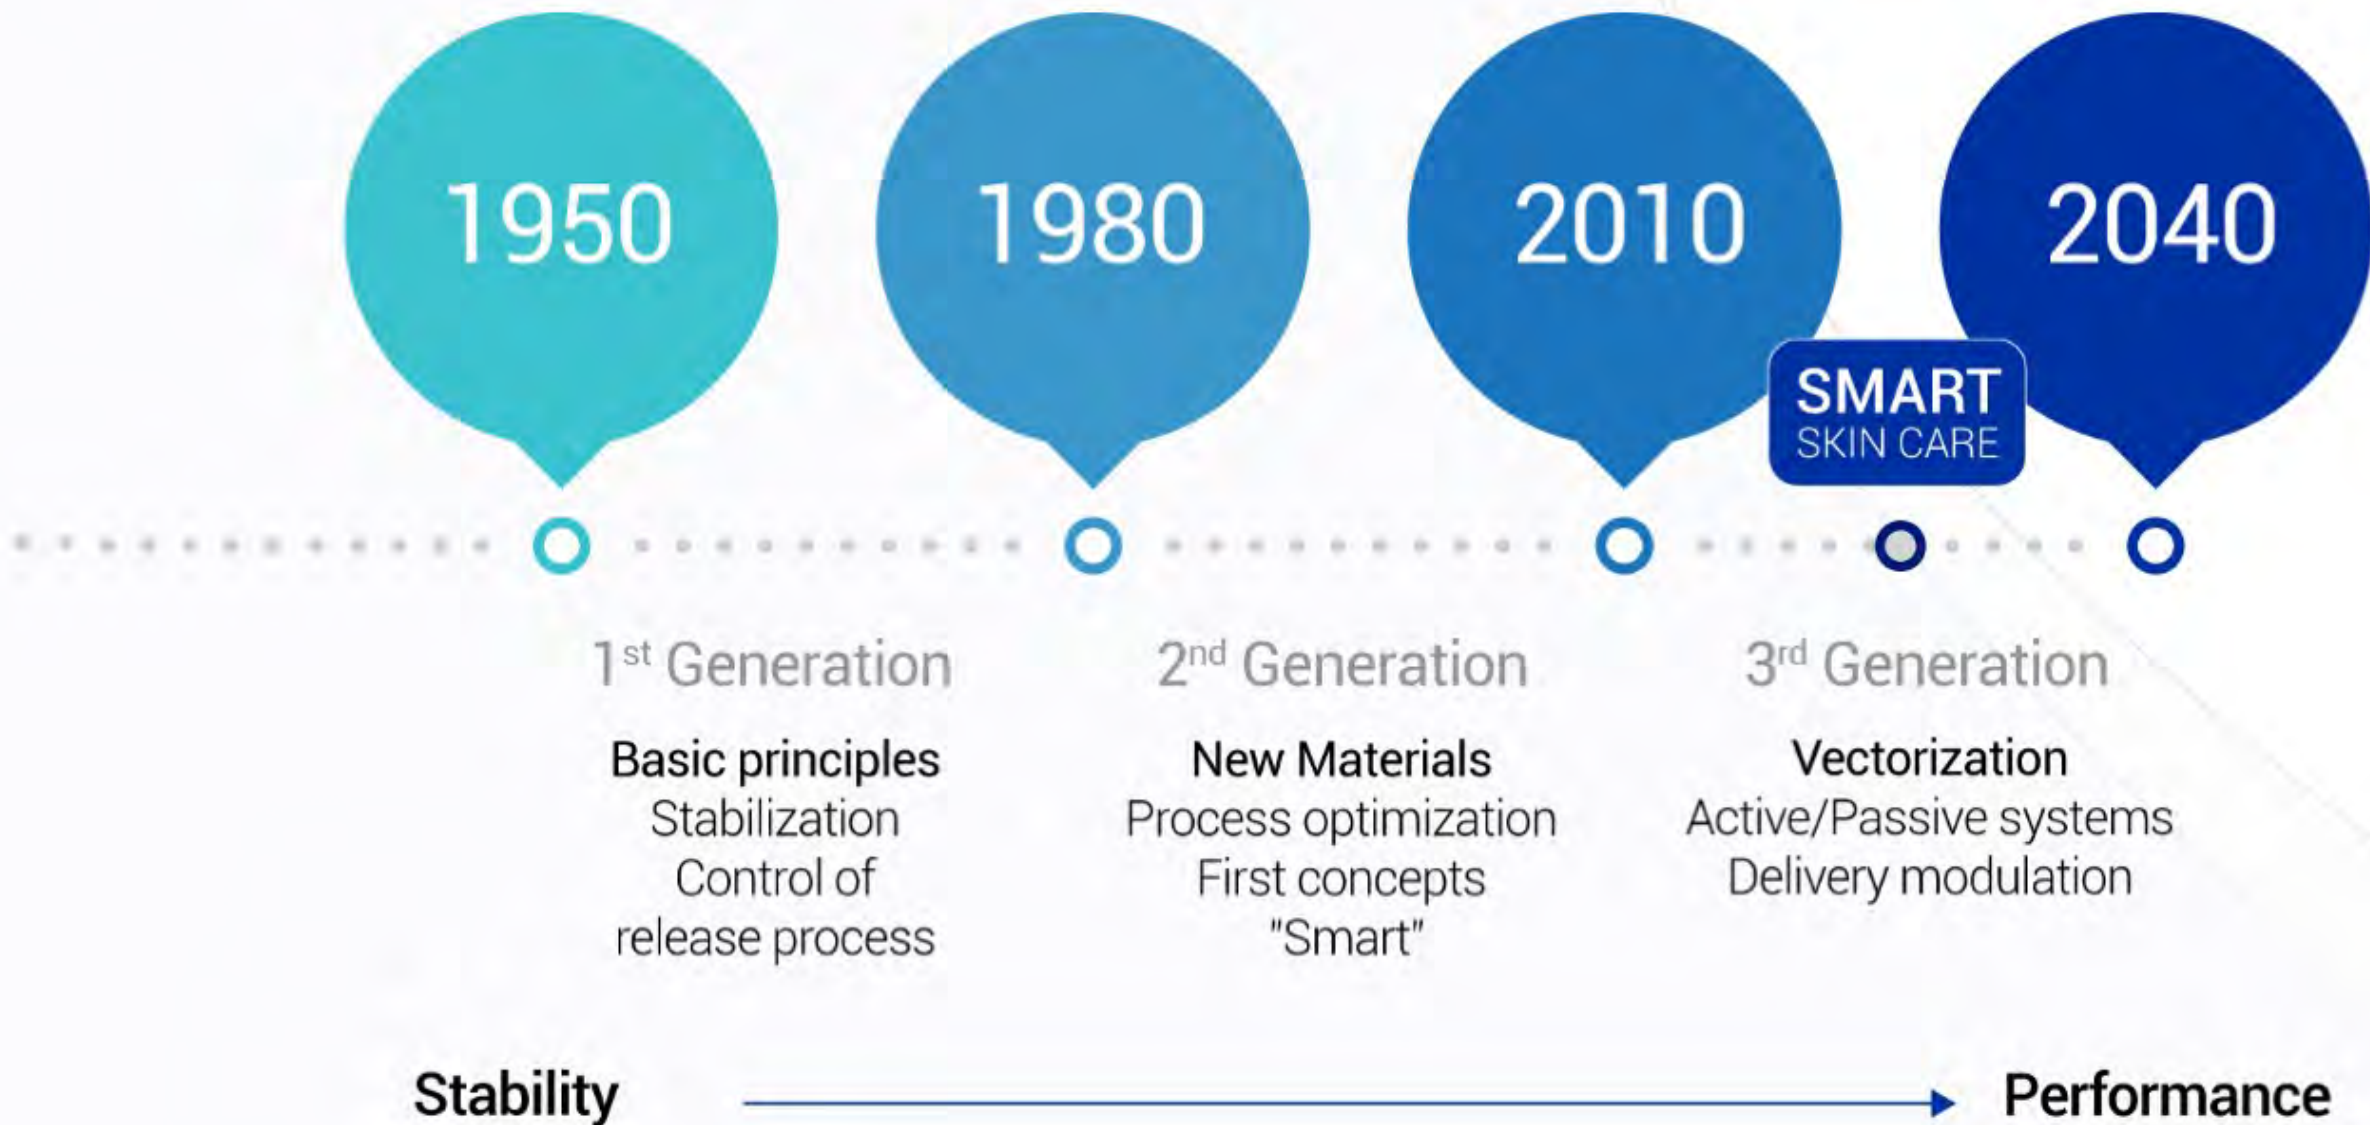 1950
1980
2010
2040
SMART
SKIN CARE
1st Generation
Basic principles
Stabilization
Control of
release process
2nd Generation
New Materials
Process optimization
First concepts
"Smart"
3rd Generation
Vectorization
Active/Passive systems
Delivery modulation
Stability
Performance